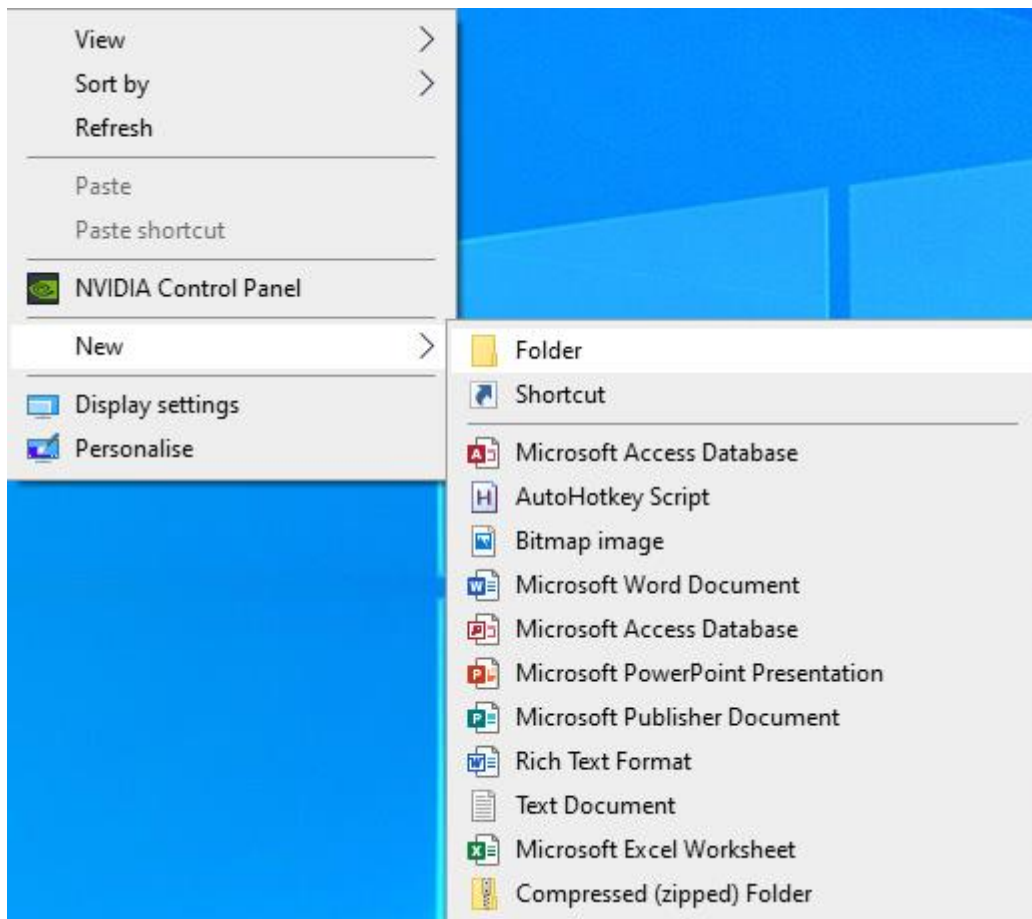 View
Sort by
Refresh
Paste
Paste shortcut
NVIDIA Control Panel
New
Display settings
Personalise
Folder
Shortcut
Microsoft Access Database
AutoHotkey Script
Bitmap image
Microsoft Word Document
Microsoft Access Database
Microsoft PowerPoint Presentation
Microsoft Publisher Document
Rich Text Format
Text Document
Microsoft Excel Worksheet
Compressed (zipped) Folder